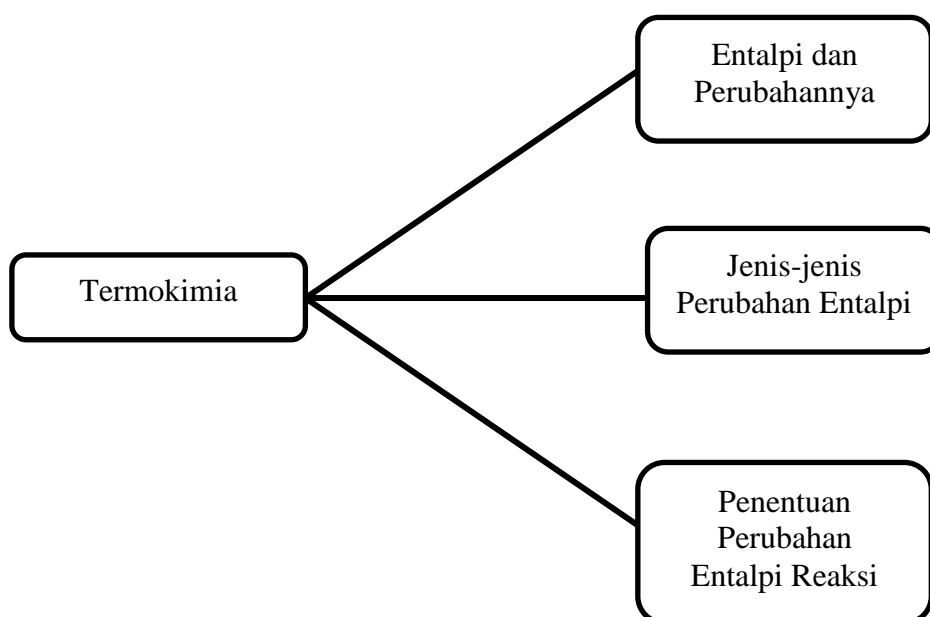 Entalpi dan
Perubahannya
Termokimia
Jenis-jenis
Perubahan Entalpi
Penentuan
Perubahan
Entalpi Reaksi